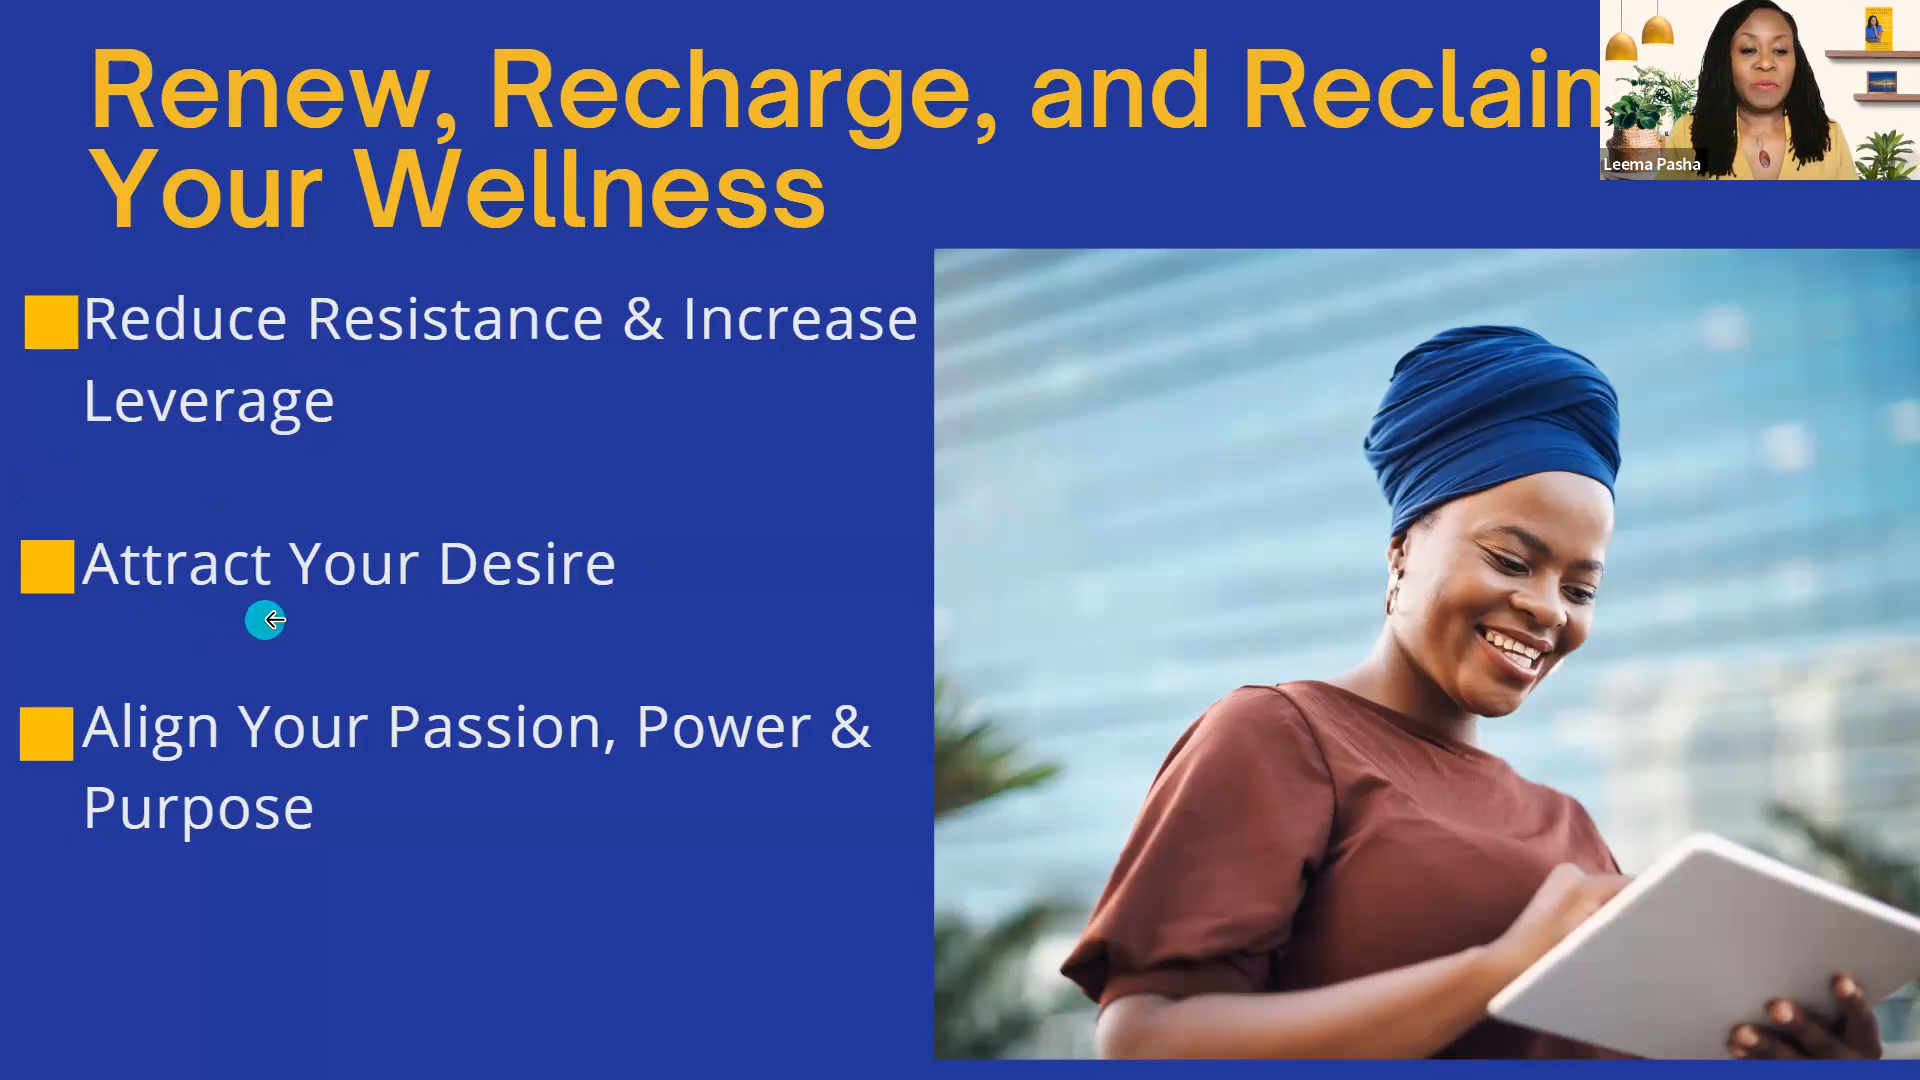 Renew, Recharge, and Reclaim
Your Wellness
Leema Pasha
Reduce Resistance & Increase
Leverage
Attract Your Desire
Align Your Passion, Power &
Purpose